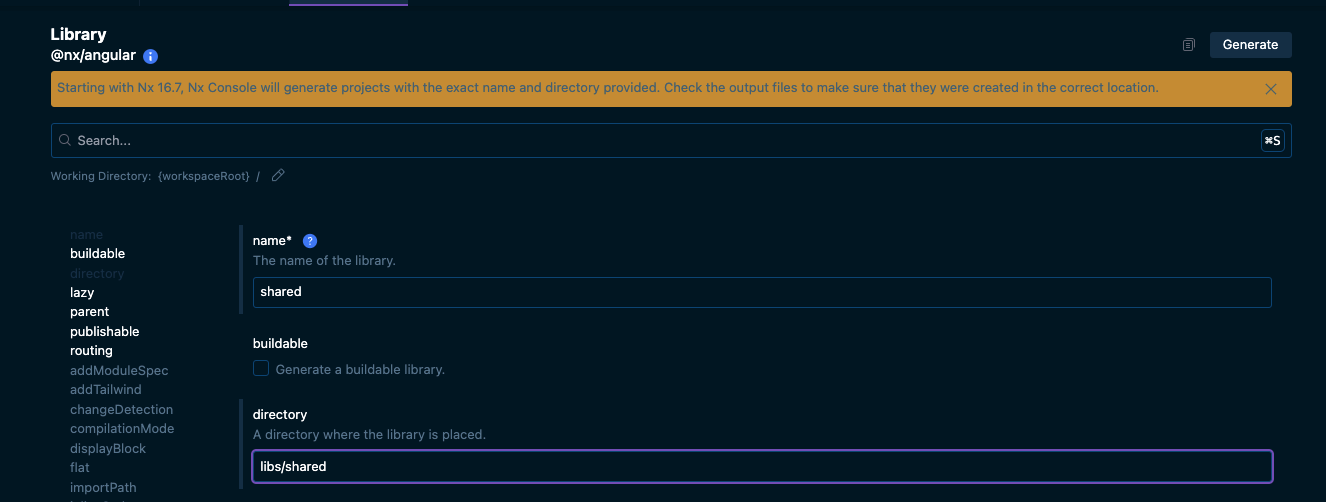 Library
@nx/angular
Generate
Starting with Nx 16.7, Nx Console will generate projects with the exact name and directory provided. Check the output files to make sure that they were created in the correct location.
Search...
⌘S
Working Directory: {workspaceRoot} /
name
buildable
directory
lazy
parent
publishable
routing
addModuleSpec
addTailwind
changeDetection
compilationMode
displayBlock
flat
importPath
name* ?
The name of the library.
shared
buildable
Generate a buildable library.
directory
A directory where the library is placed.
libs/shared